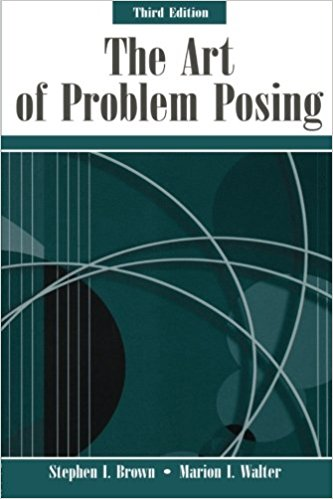 Third Edition
The Art
of Problem Posing
Stephen I. Brown • Marion I. Walter